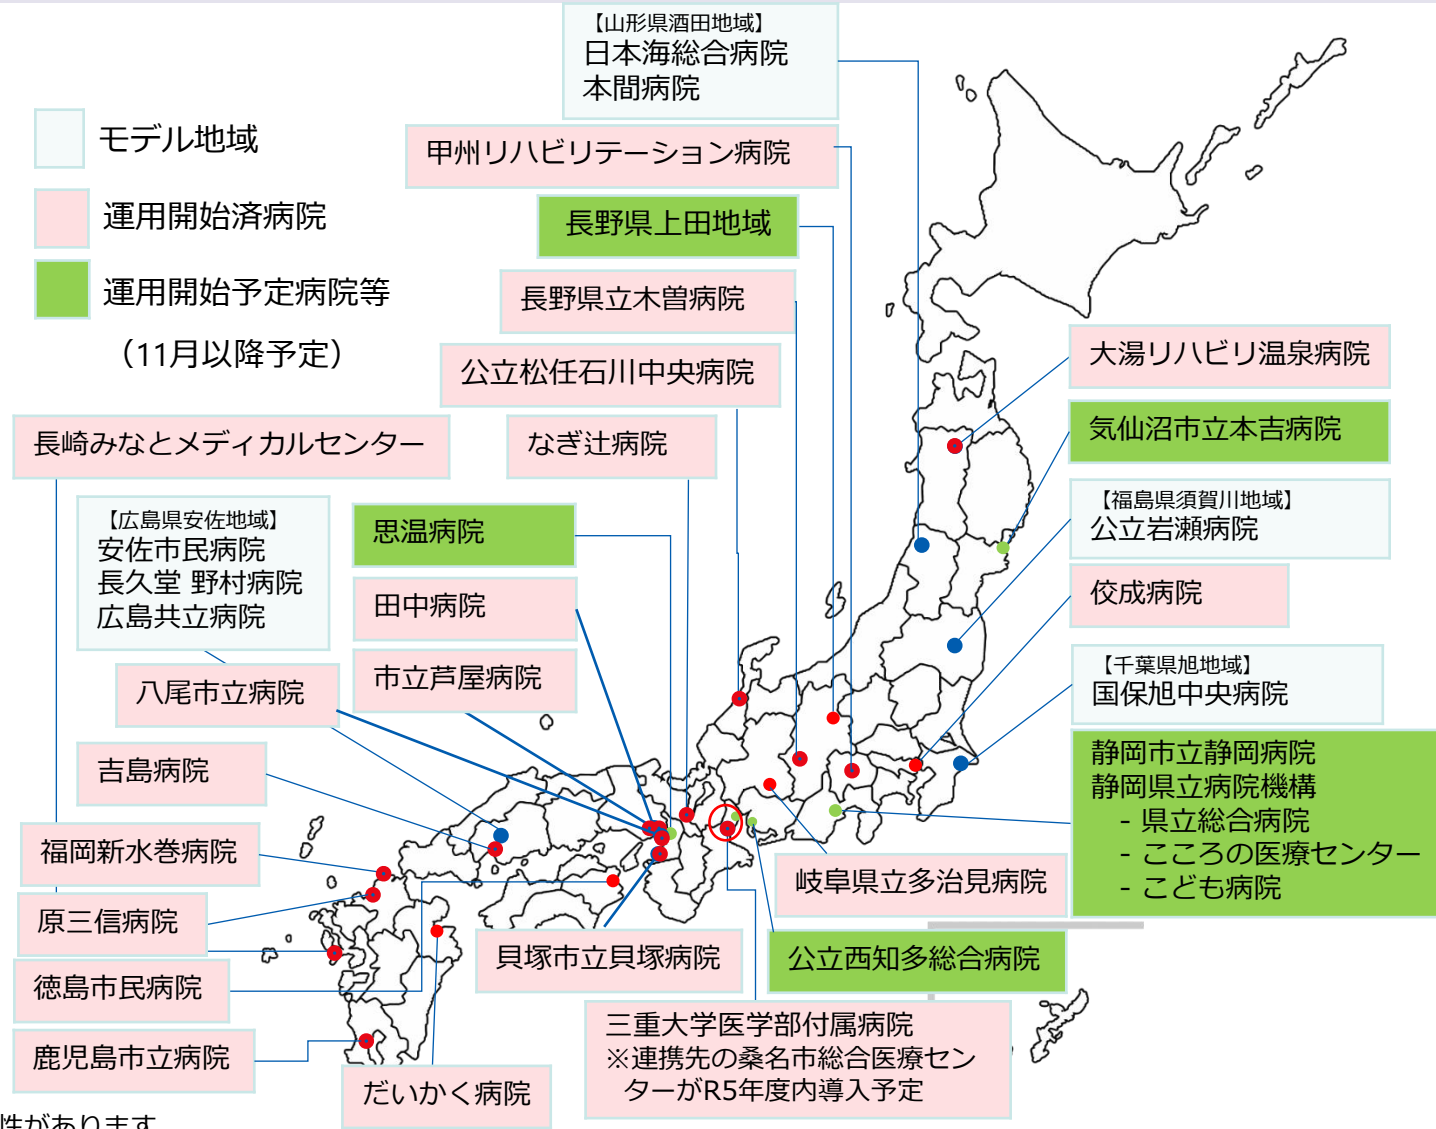 【山形県酒田地域】
日本海総合病院
本間病院
モデル地域
甲州リハビリテーション病院
運用開始済病院
長野県上田地域
運用開始予定病院等
（11月以降予定）
長野県立木曽病院
公立松任石川中央病院
大湯リハビリ温泉病院
長崎みなとメディカルセンター
なぎ辻病院
気仙沼市立本吉病院
【広島県安佐地域】
安佐市民病院
長久堂 野村病院
広島共立病院
思温病院
【福島県須賀川地域】
公立岩瀬病院
田中病院
佼成病院
市立芦屋病院
八尾市立病院
【千葉県旭地域】
国保旭中央病院
吉島病院
静岡市立静岡病院
静岡県立病院機構
- 県立総合病院
- こころの医療センター
- こども病院
福岡新水巻病院
岐阜県立多治見病院
原三信病院
貝塚市立貝塚病院
公立西知多総合病院
徳島市民病院
三重大学医学部付属病院
※連携先の桑名市総合医療セン
ターがR5年度内導入予定
鹿児島市立病院
だいかく病院
性があります